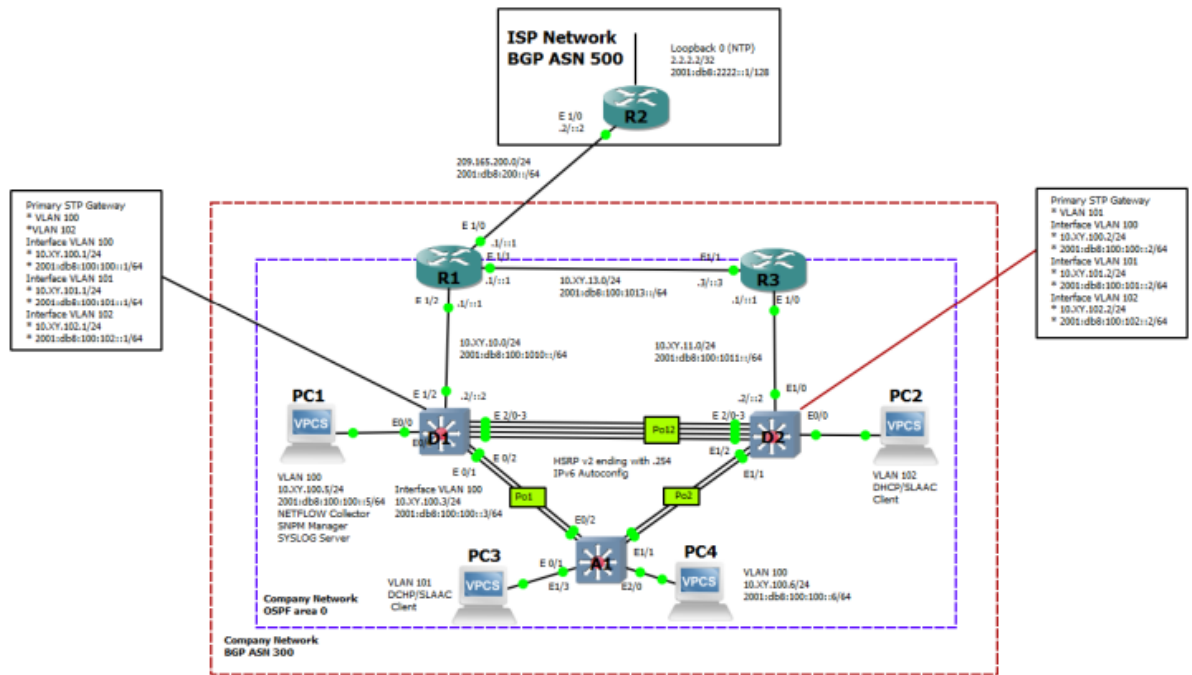 ISP Network
BGP ASN 500
Loopback 0 (NTP)
2.2.2.2/32
2001:db8:2222::1/128
R2
E 1/0
.2/::2
209.165.200.0/24
2001:db8:200::/64
Primary STP Gateway
* VLAN 100
*VLAN 102
Interface VLAN 100
* 10.XY.100.1/24
* 2001:db8:100:100::1/64
Interface VLAN 101
* 10.XY.101.1/24
* 2001:db8:100:101::1/64
Interface VLAN 102
* 10.XY.102.1/24
* 2001:db8:100:102::1/64
Primary STP Gateway
* VLAN 101
Interface VLAN 100
* 10.XY.100.2/24
* 2001:db8:100:100::2/64
Interface VLAN 101
* 10.XY.101.2/24
* 2001:db8:100:101::2/64
Interface VLAN 102
* 10.XY.102.2/24
* 2001:db8:100:102::2/64
E 1/0
.1/::1
R1
.1/::1
10.XY.13.0/24
2001:db8:100:1013::/64
E1/1
.3/::3
R3
E 1/2
.1/::1
.1/::1
E 1/0
10.XY.10.0/24
2001:db8:100:1010::/64
10.XY.11.0/24
2001:db8:100:1011::/64
E 1/2
.2/::2
E1/0
.2/::2
PC1
VPCS
E0/0
D1
E 2/0-3
Po12
E 2/0-3
D2
E0/0
PC2
VPCS
E 0/2
E 0/1
HSRP v2 ending with .254
IPv6 Autoconfig
E1/2
E1/1
VLAN 100
10.XY.100.5/24
2001:db8:100:100::5/64
NETFLOW Collector
SNPM Manager
SYSLOG Server
Interface VLAN 100
10.XY.100.3/24
2001:db8:100:100::3/64
Po1
Po2
VLAN 102
DHCP/SLAAC
Client
E0/2
A1
E1/1
PC3
VPCS
E 0/1
E1/3
E2/0
PC4
VPCS
VLAN 101
DCHP/SLAAC
Client
VLAN 100
10.XY.100.6/24
2001:db8:100:100::6/64
Company Network
OSPF area 0
Company Network
BGP ASN 300